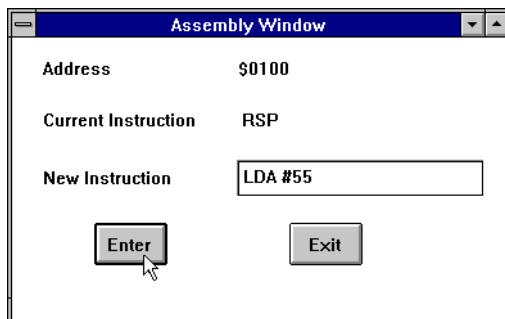 Assembly Window
Address $0100
Current Instruction RSP
New Instruction LDA #55
Enter Exit